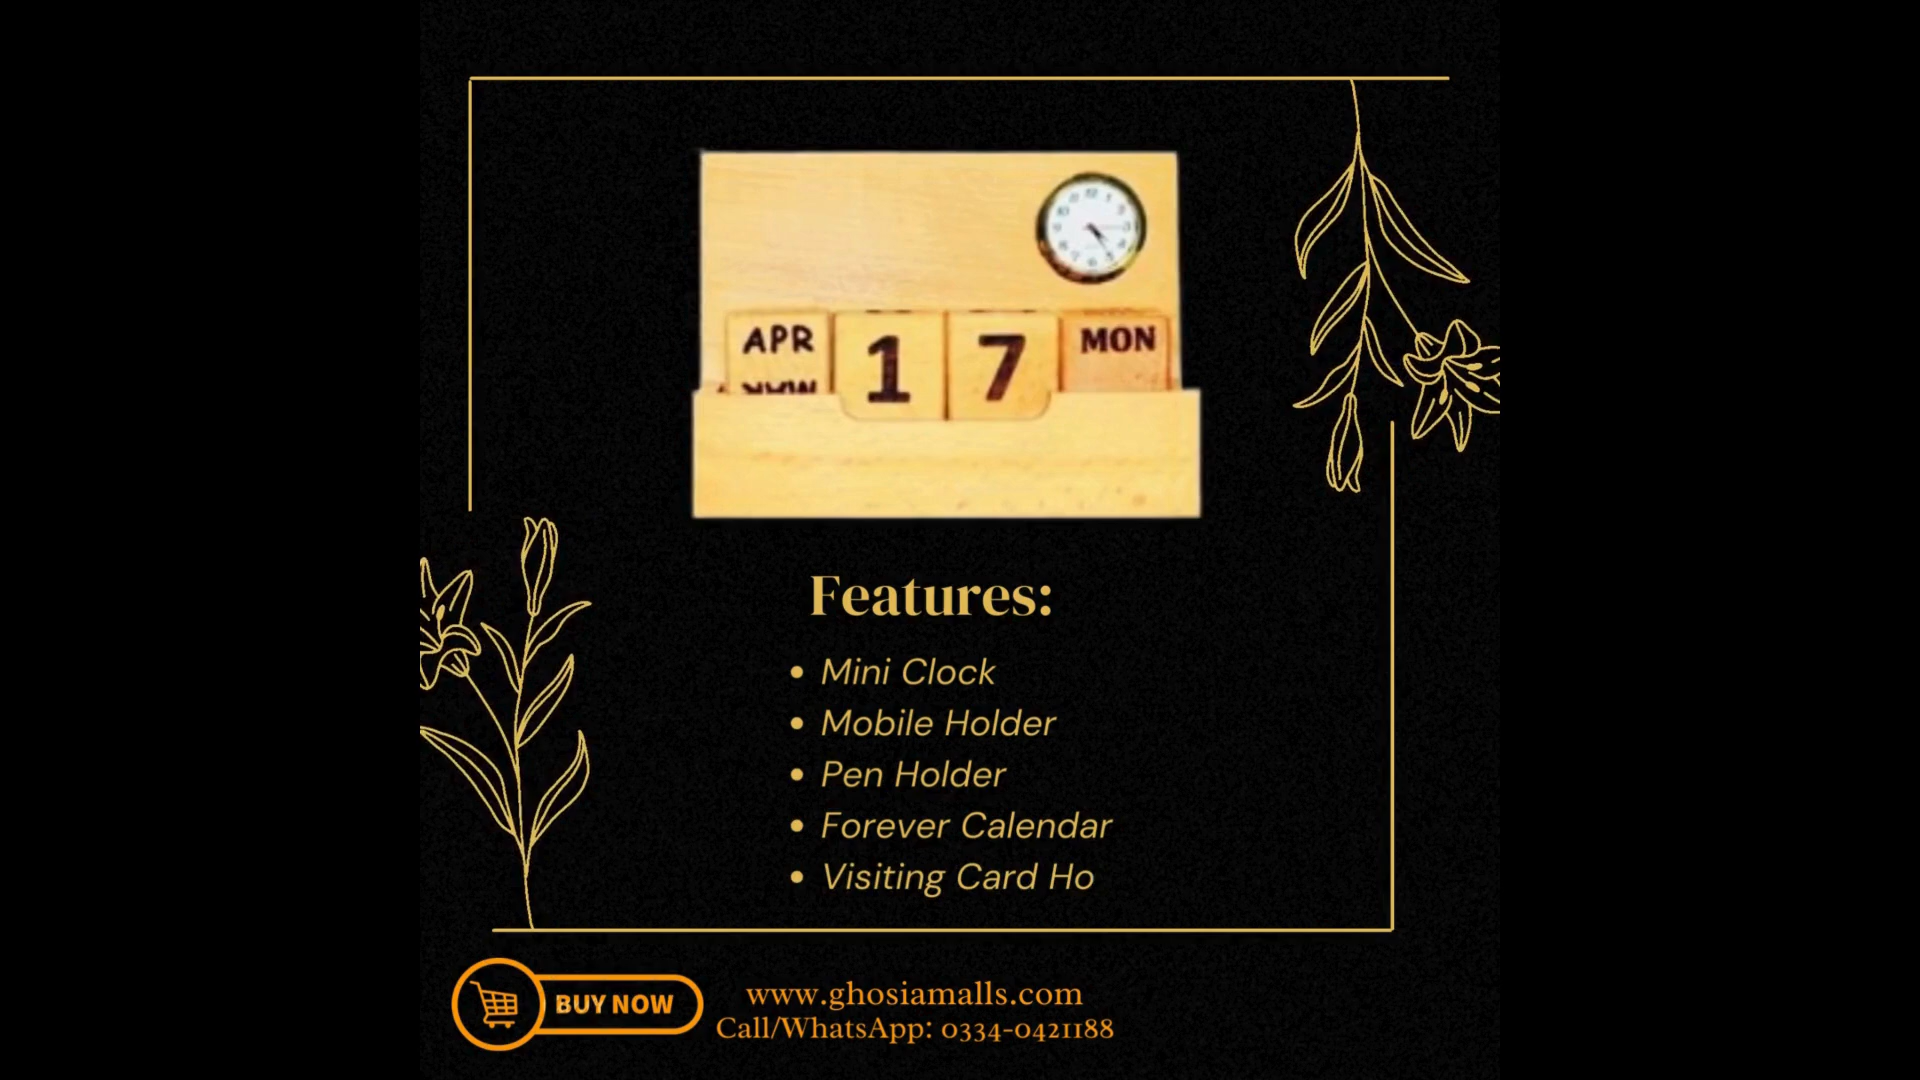 APR
1 7
MON
Features:
• Mini Clock
• Mobile Holder
• Pen Holder
• Forever Calendar
• Visiting Card Ho
BUY NOW
www.ghosiamalls.com
Call/WhatsApp: 0334-0421188